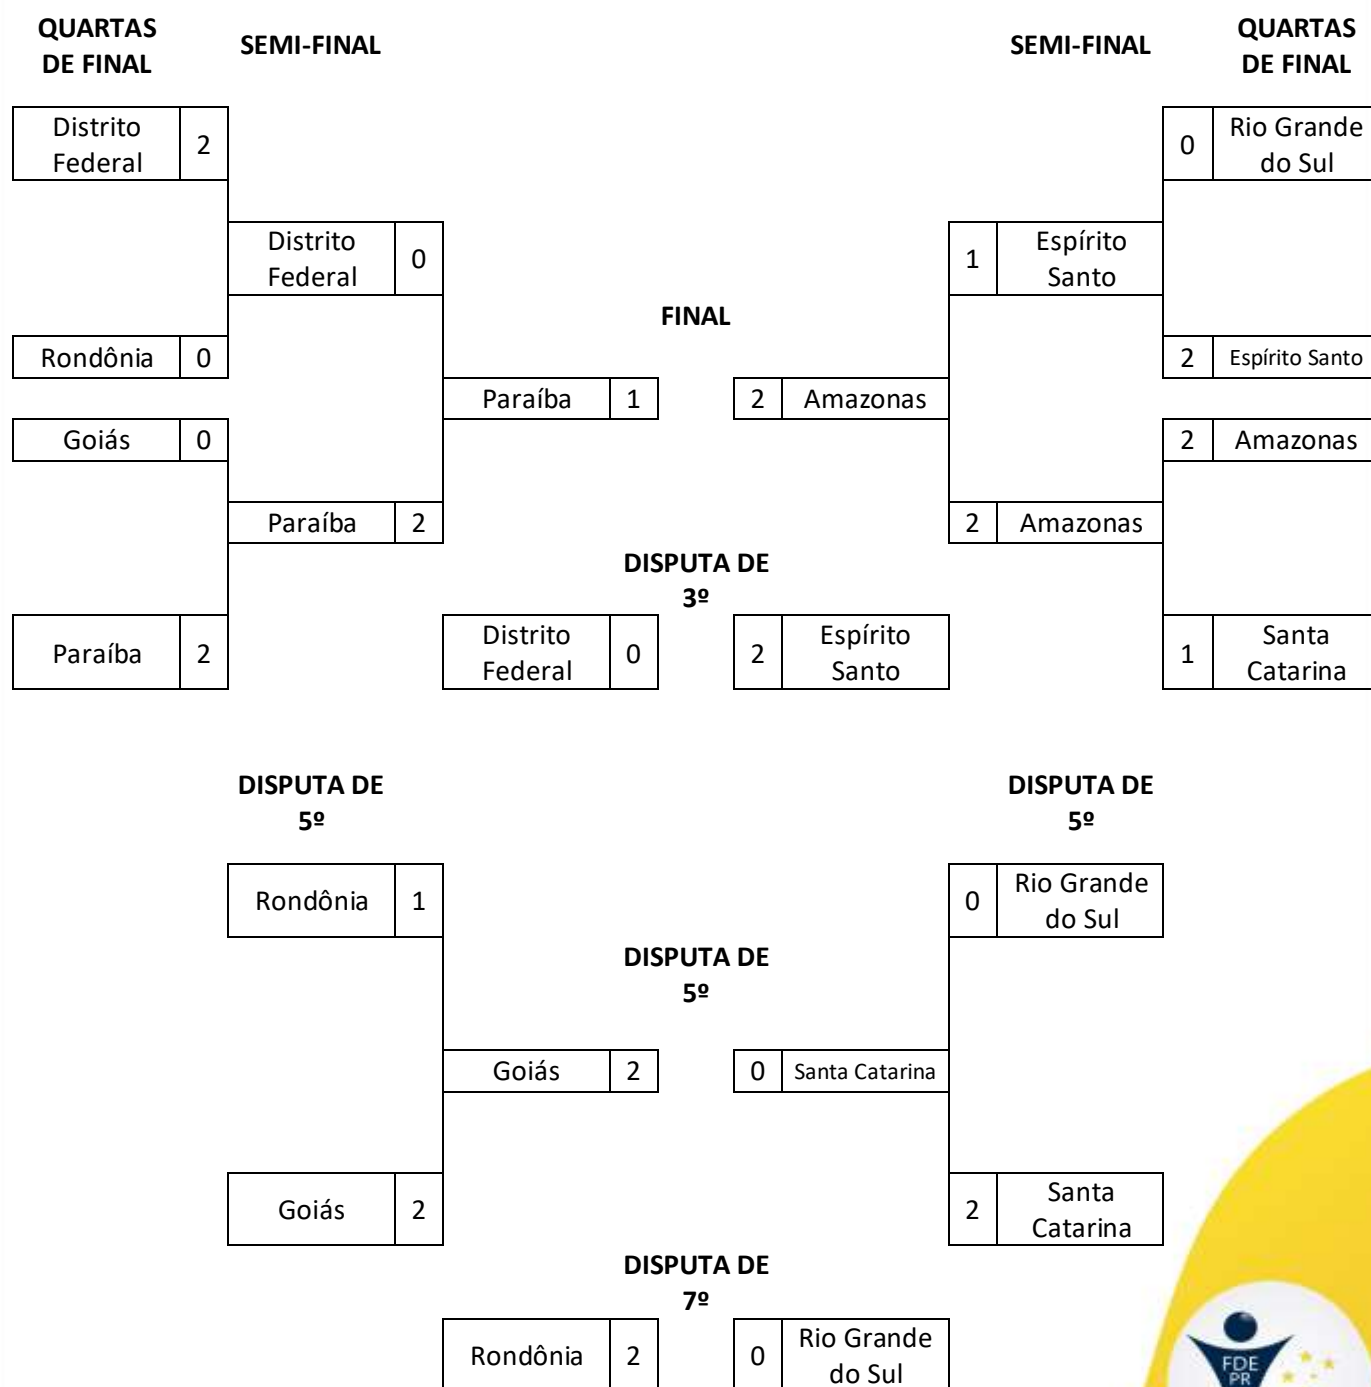 QUARTAS
DE FINAL
SEMI-FINAL
SEMI-FINAL
QUARTAS
DE FINAL
Distrito
Federal
2
0
Rio Grande
do Sul
Distrito
Federal
0
1
Espírito
Santo
FINAL
Rondônia 0
2 Espírito Santo
Paraíba 1
2 Amazonas
Goiás 0
2 Amazonas
Paraíba 2
2 Amazonas
DISPUTA DE
3º
Paraíba 2
Distrito
Federal
0
2
Espírito
Santo
1
Santa
Catarina
DISPUTA DE
5º
DISPUTA DE
5º
Rondônia 1
0
Rio Grande
do Sul
DISPUTA DE
5º
Goiás 2
0 Santa Catarina
Goiás 2
2
Santa
Catarina
DISPUTA DE
7º
Rondônia 2
0
Rio Grande
do Sul
FDE
PR